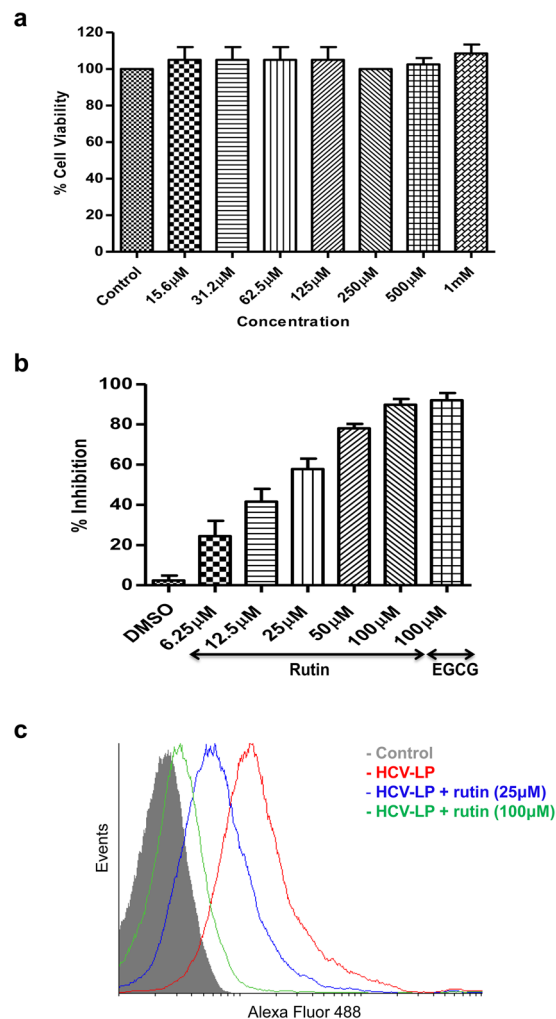 a
% Cell Viability
120
100
80
60
40
20
0
Control
15.6µM
31.2µM
62.5µM
125µM
250µM
500µM
1mM
Concentration
b
% Inhibition
100
80
60
40
20
0
DMSO
6.25µM
12.5µM
25µM
50µM
100µM
100µM
Rutin
EGCG
c
- Control
- HCV-LP
- HCV-LP + rutin (25µM)
- HCV-LP + rutin (100µM)
Events
Alexa Fluor 488